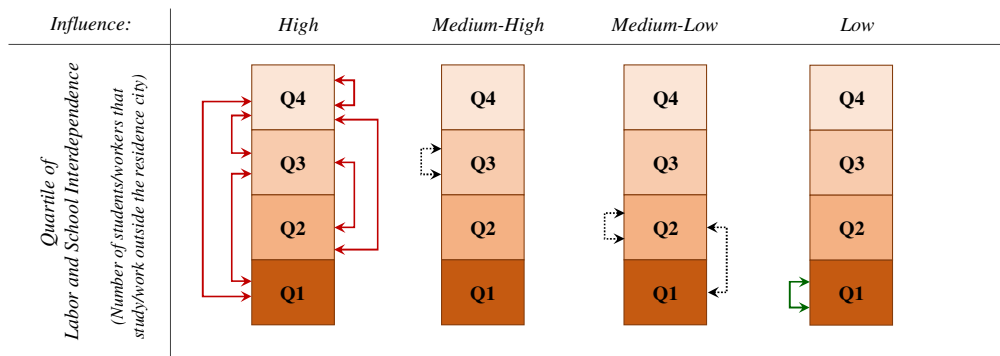 Influence:
High
Medium-High
Medium-Low
Low
Quartile of
Labor and School Interdependence
(Number of students/workers that
study/work outside the residence city)
Q4
Q3
Q2
Q1
Q4
Q3
Q2
Q1
Q4
Q3
Q2
Q1
Q4
Q3
Q2
Q1